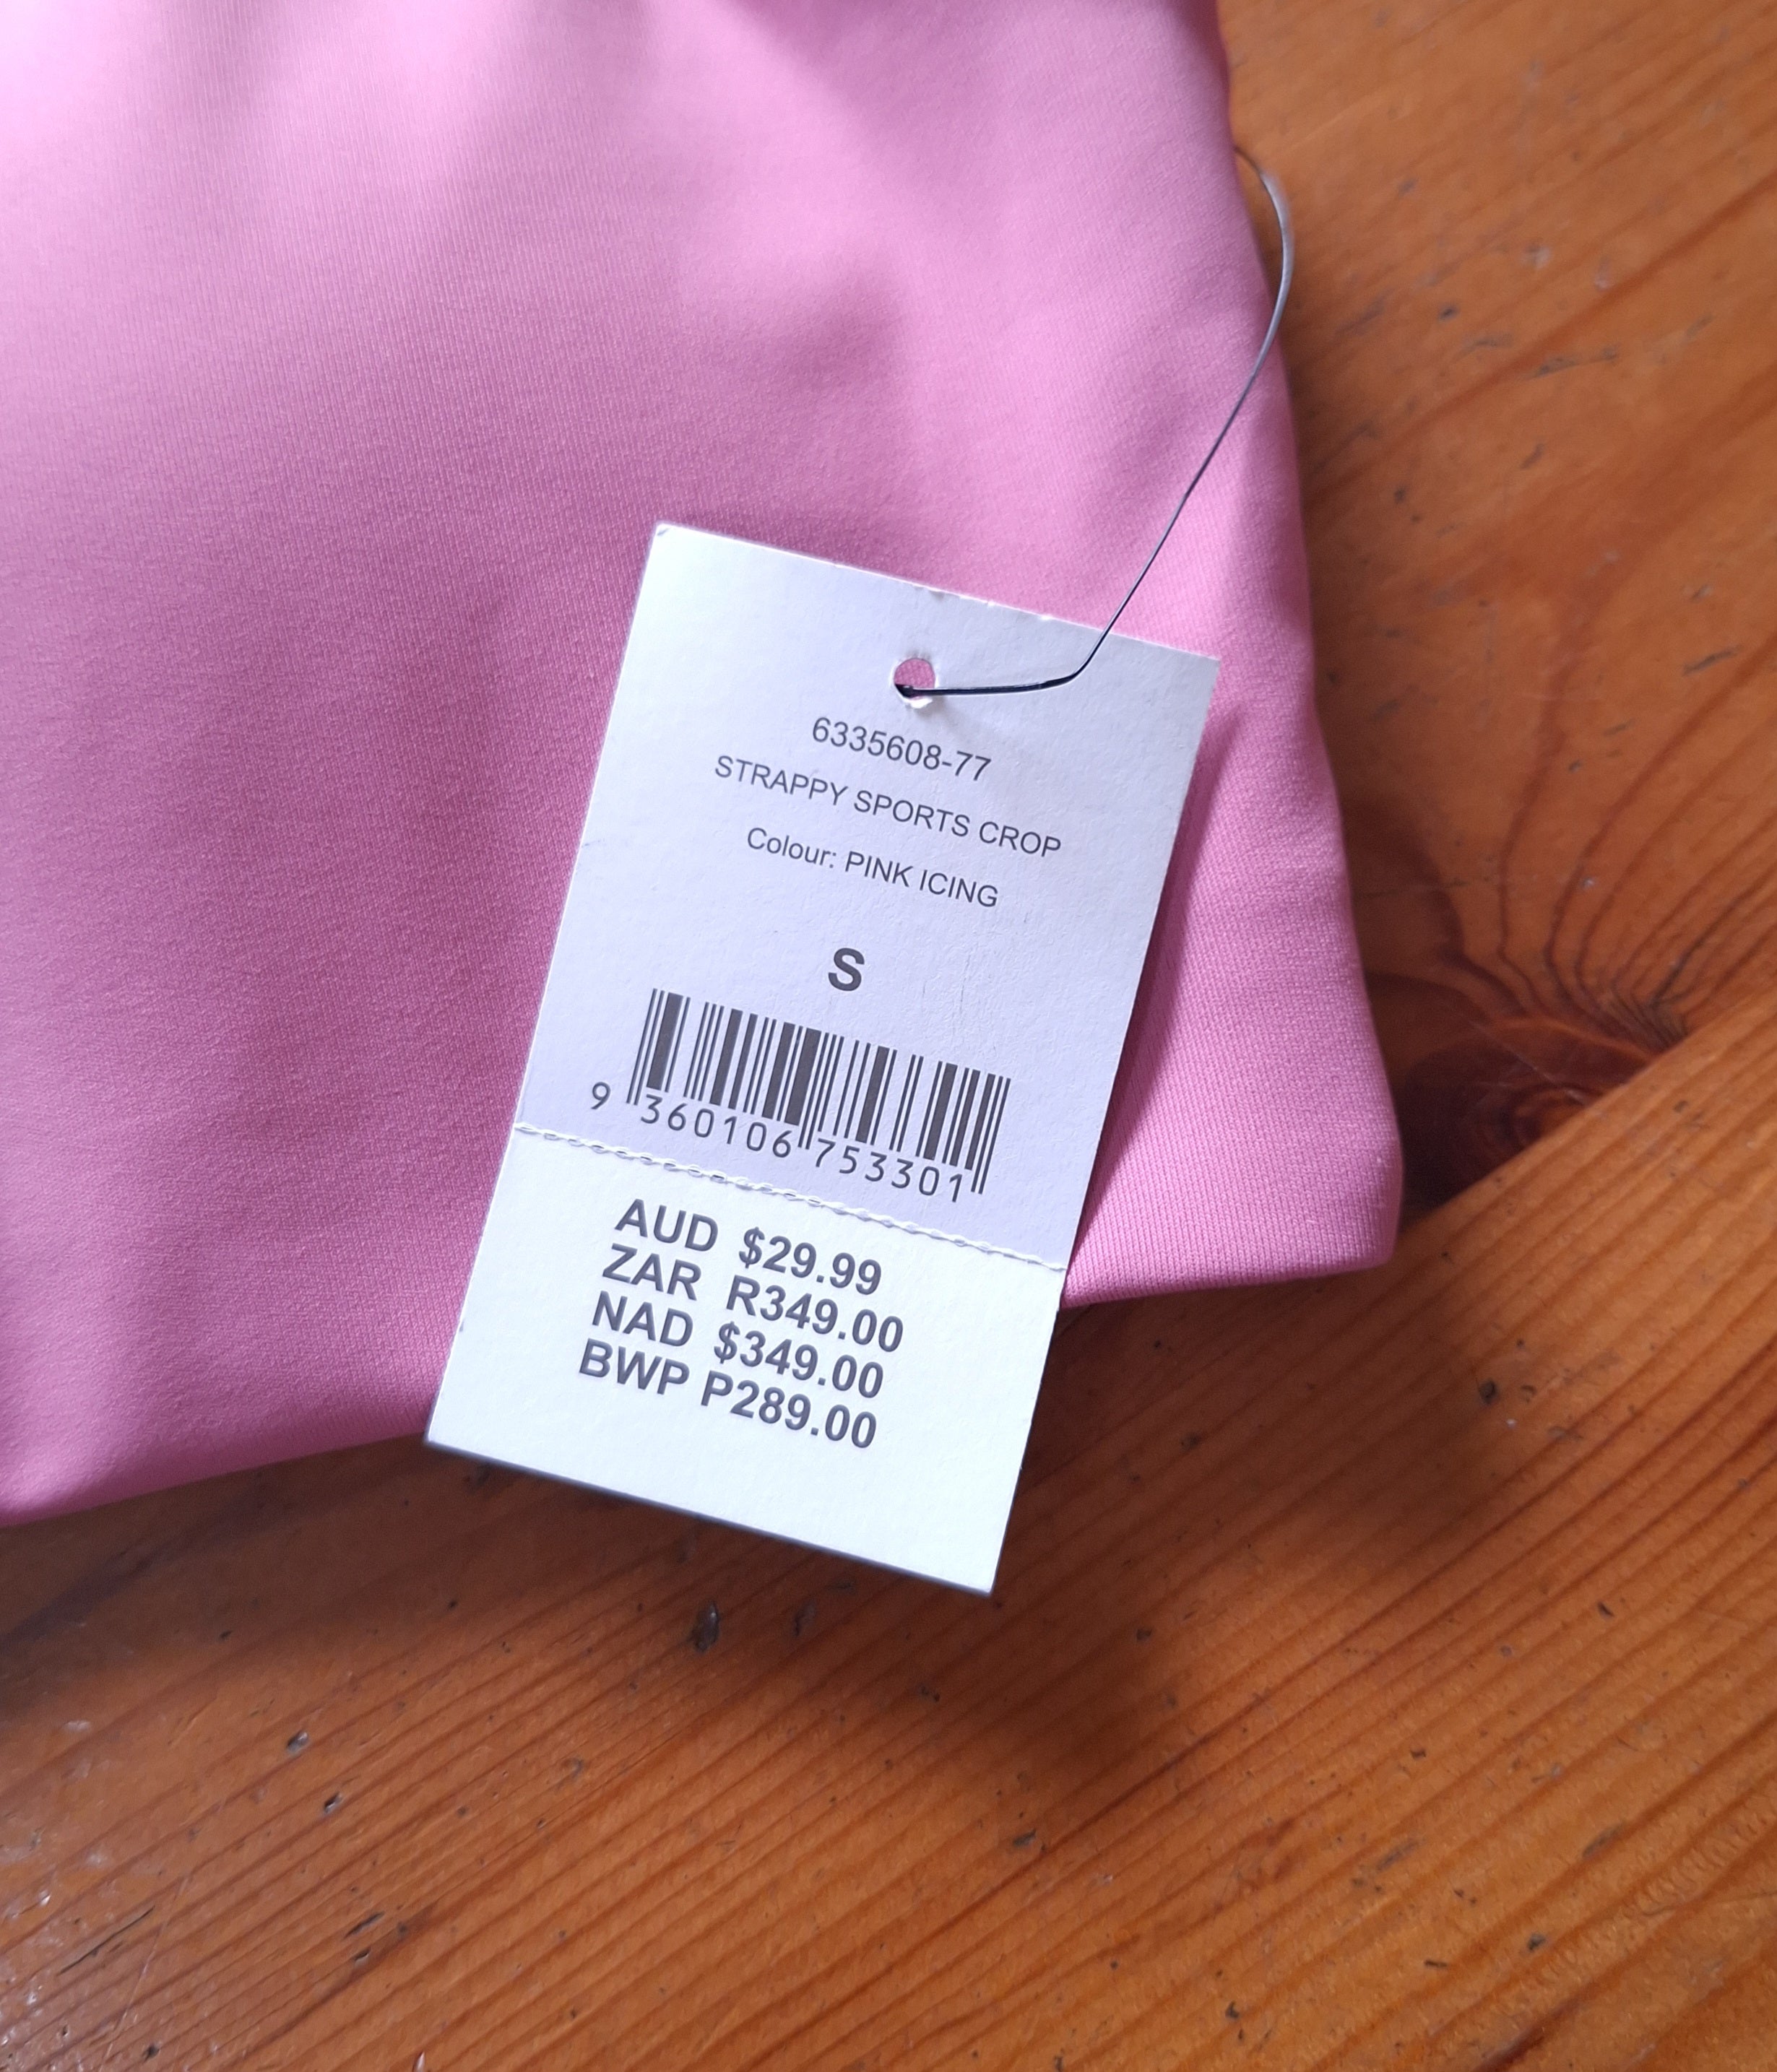 6335608-77
STRAPPY SPORTS CROP
Colour: PINK ICING
S
9 360106 753301
AUD $29.99
ZAR R349.00
NAD $349.00
BWP P289.00